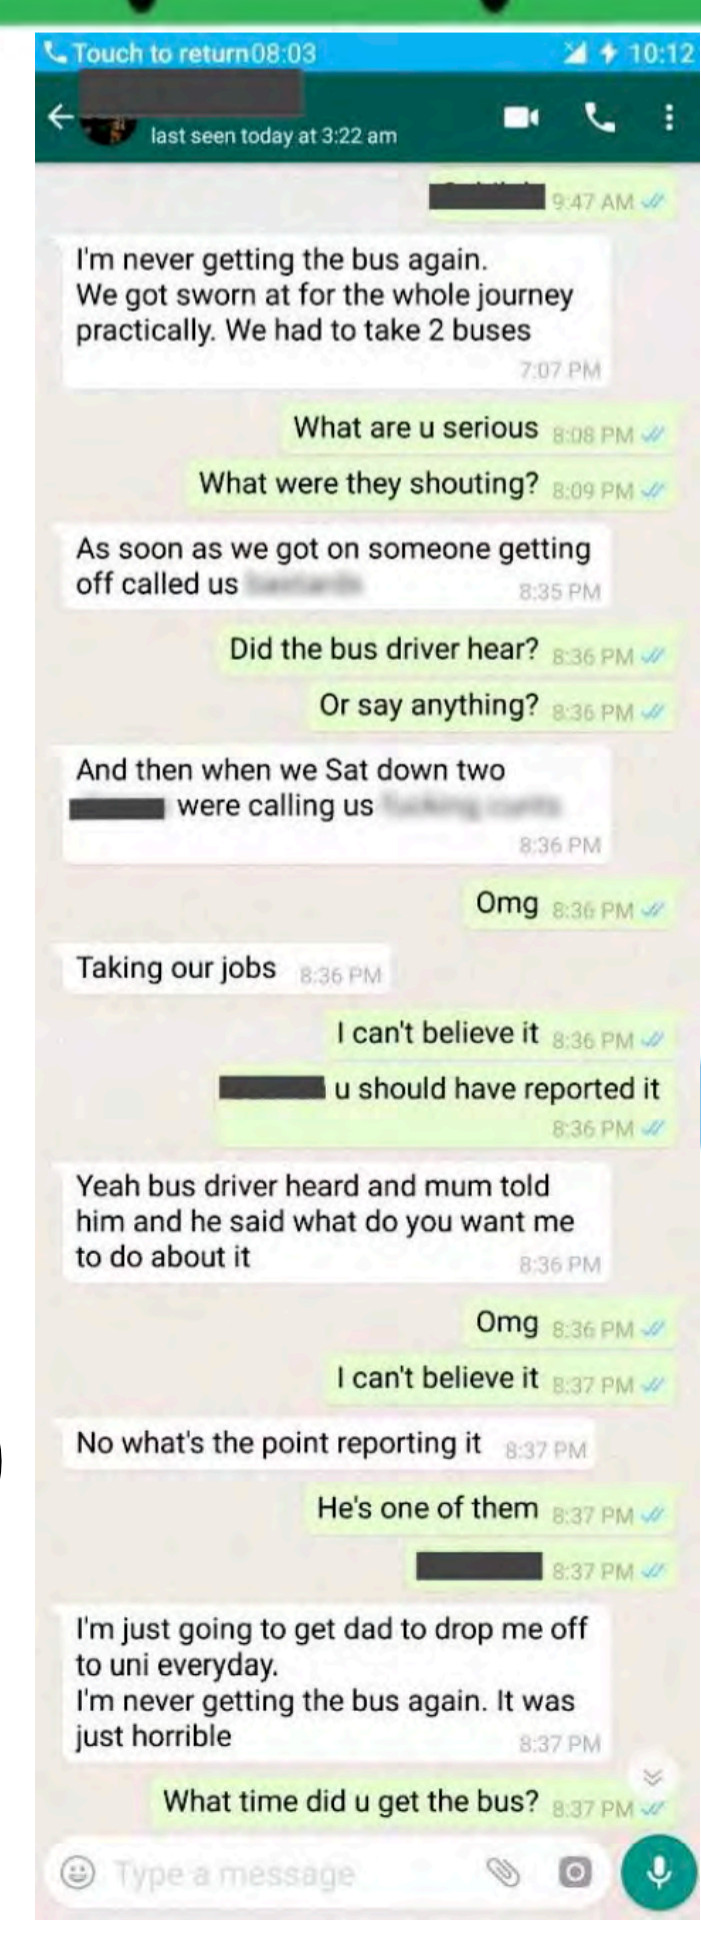 Touch to return 08:03
10:12
last seen today at 3:22 am
9:47 AM
I'm never getting the bus again.
We got sworn at for the whole journey
practically. We had to take 2 buses
7:07 PM
What are u serious 8:08 PM
What were they shouting? 8:09 PM
As soon as we got on someone getting
off called us
8:35 PM
Did the bus driver hear? 8:36 PM
Or say anything? 8:36 PM
And then when we Sat down two
were calling us
8:36 PM
Omg 8:36 PM
Taking our jobs 8:36 PM
I can't believe it 8:36 PM
u should have reported it
8:36 PM
Yeah bus driver heard and mum told
him and he said what do you want me
to do about it 8:36 PM
Omg 8:36 PM
I can't believe it 8:37 PM
No what's the point reporting it 8:37 PM
He's one of them 8:37 PM
8:37 PM
I'm just going to get dad to drop me off
to uni everyday.
I'm never getting the bus again. It was
just horrible 8:37 PM
What time did u get the bus? 8:37 PM
Type a message